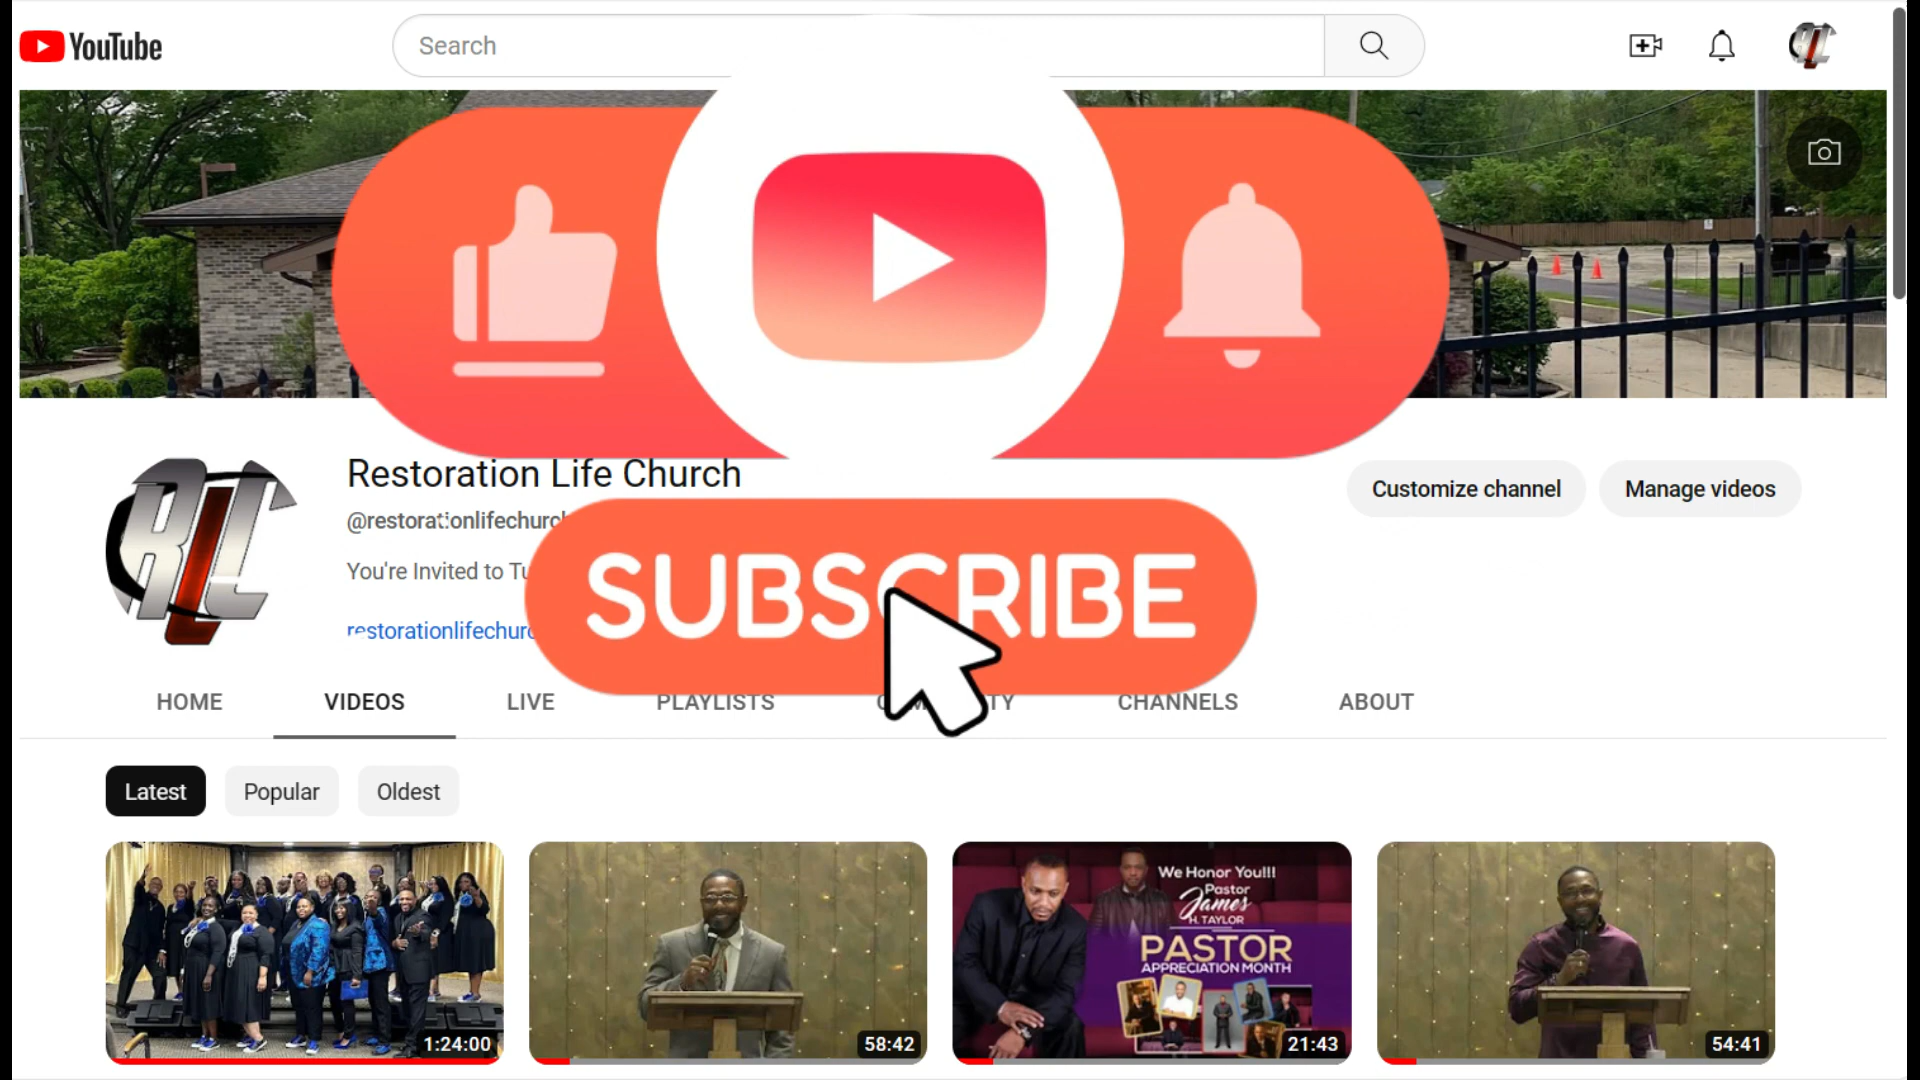 YouTube
Search
Restoration Life Church
@restorationlifechurch
You're Invited to Tu
restorationlifechurc
SUBSCRIBE
Customize channel
Manage videos
HOME
VIDEOS
LIVE
PLAYLISTS
CHANNELS
ABOUT
Latest
Popular
Oldest
RLC
1:24:00
58:42
We Honor You!!!
Pastor
James
H. TAYLOR
PASTOR
APPRECIATION MONTH
21:43
54:41